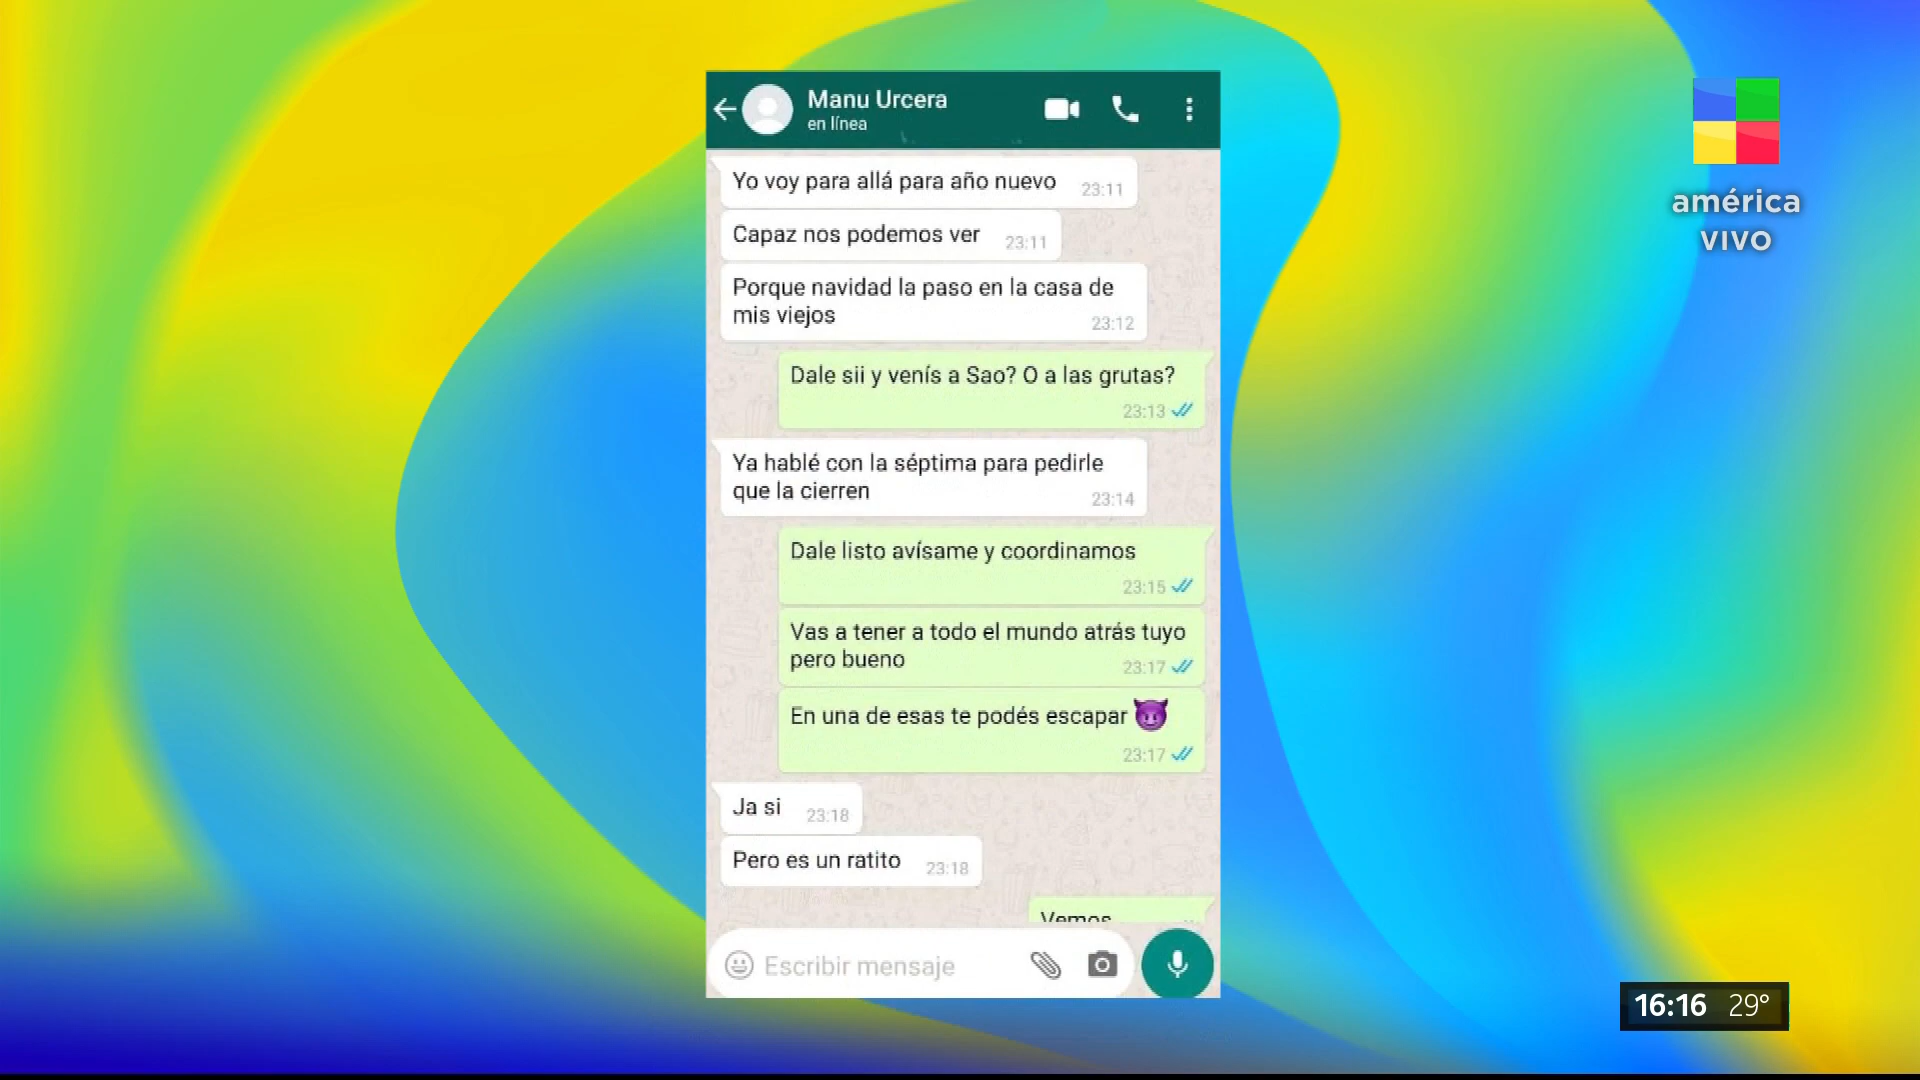 Manu Urcera
en línea
Yo voy para allá para año nuevo 23:11
Capaz nos podemos ver 23:11
Porque navidad la paso en la casa de
mis viejos 23:12
Dale sii y venís a Sao? O a las grutas?
23:13
Ya hablé con la séptima para pedirle
que la cierren 23:14
Dale listo avísame y coordinamos
23:15
Vas a tener a todo el mundo atrás tuyo
pero bueno 23:17
En una de esas te podés escapar 😈
23:17
Ja si 23:18
Pero es un ratito 23:18
Vemos
Escribir mensaje
américa
VIVO
16:16 29°